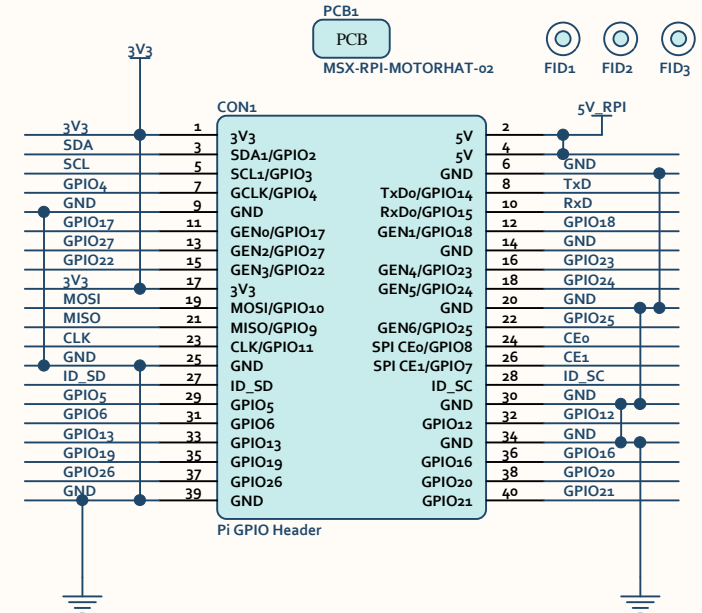 PCB1
PCB
MSX-RPI-MOTORHAT-02
FID1 FID2 FID3
3V3
CON1
5V_RPI
3V3 1 3V3 5V 2
SDA 3 SDA1/GPIO2 5V 4
SCL 5 SCL1/GPIO3 GND 6 GND
GPIO4 7 GCLK/GPIO4 TxD0/GPIO14 8 TxD
GND 9 GND RxD0/GPIO15 10 RxD
GPIO17 11 GEN0/GPIO17 GEN1/GPIO18 12 GPIO18
GPIO27 13 GEN2/GPIO27 GND 14 GND
GPIO22 15 GEN3/GPIO22 GEN4/GPIO23 16 GPIO23
3V3 17 3V3 GEN5/GPIO24 18 GPIO24
MOSI 19 MOSI/GPIO10 GND 20 GND
MISO 21 MISO/GPIO9 GEN6/GPIO25 22 GPIO25
CLK 23 CLK/GPIO11 SPI CE0/GPIO8 24 CE0
GND 25 GND SPI CE1/GPIO7 26 CE1
ID_SD 27 ID_SD ID_SC 28 ID_SC
GPIO5 29 GPIO5 GND 30 GND
GPIO6 31 GPIO6 GPIO12 32 GPIO12
GPIO13 33 GPIO13 GND 34 GND
GPIO19 35 GPIO19 GPIO16 36 GPIO16
GPIO26 37 GPIO26 GPIO20 38 GPIO20
GND 39 GND GPIO21 40 GPIO21
Pi GPIO Header